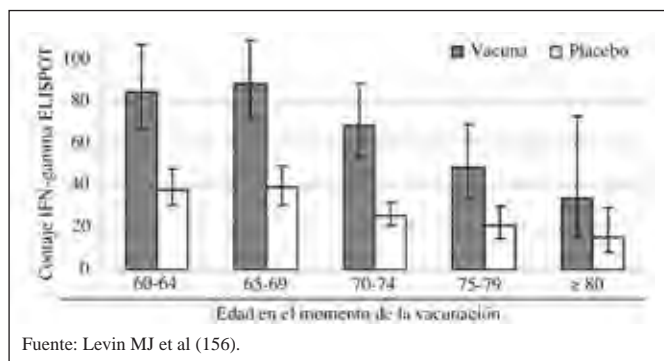 Vacuna Placebo
100
80
60
40
20
0
Contaje IFN-gamma ELISPOT
60-64 65-69 70-74 75-79 ≥ 80
Edad en el momento de la vacunación
Fuente: Levin MJ et al (156).